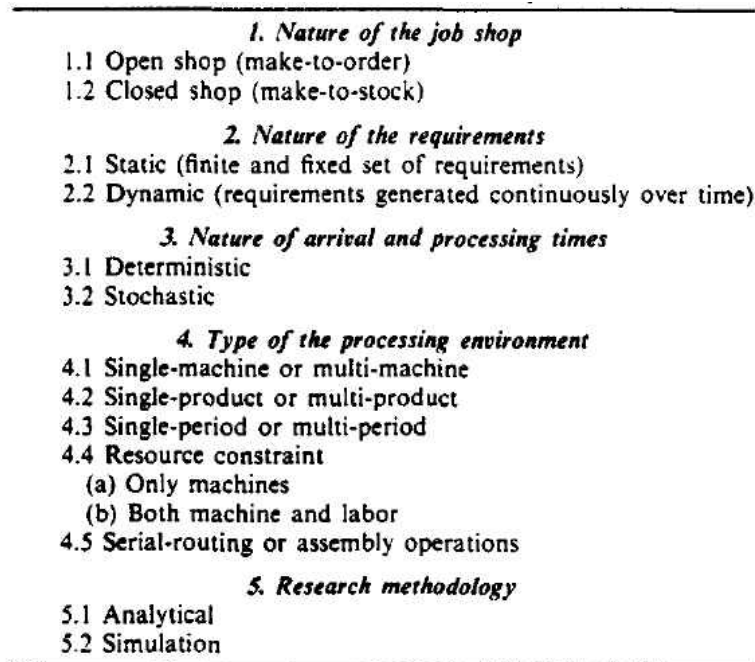 1. Nature of the job shop
1.1 Open shop (make-to-order)
1.2 Closed shop (make-to-stock)
2. Nature of the requirements
2.1 Static (finite and fixed set of requirements)
2.2 Dynamic (requirements generated continuously over time)
3. Nature of arrival and processing times
3.1 Deterministic
3.2 Stochastic
4. Type of the processing environment
4.1 Single-machine or multi-machine
4.2 Single-product or multi-product
4.3 Single-period or multi-period
4.4 Resource constraint
(a) Only machines
(b) Both machine and labor
4.5 Serial-routing or assembly operations
5. Research methodology
5.1 Analytical
5.2 Simulation